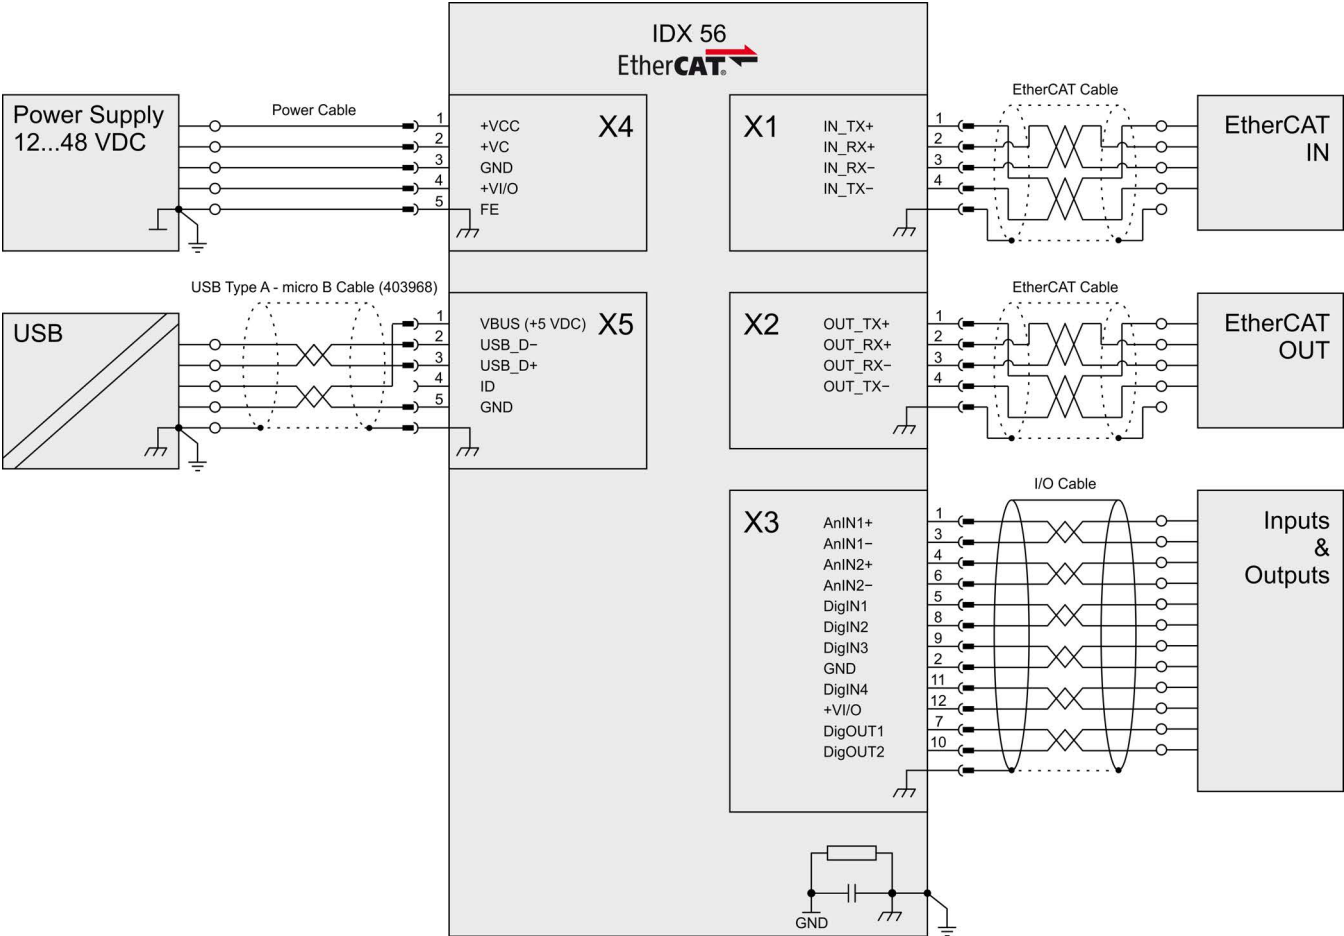 IDX 56
EtherCAT®
Power Supply
12...48 VDC
Power Cable
1
2
3
4
5
+VCC
+VC
GND
+VI/O
FE
X4
X1
IN_TX+
IN_RX+
IN_RX−
IN_TX−
1
2
3
4
EtherCAT Cable
EtherCAT
IN
USB Type A - micro B Cable (403968)
USB
1
2
3
4
5
VBUS (+5 VDC)
USB_D−
USB_D+
ID
GND
X5
X2
OUT_TX+
OUT_RX+
OUT_RX−
OUT_TX−
1
2
3
4
EtherCAT Cable
EtherCAT
OUT
X3
AnIN1+
AnIN1−
AnIN2+
AnIN2−
DigIN1
DigIN2
DigIN3
GND
DigIN4
+VI/O
DigOUT1
DigOUT2
1
3
4
6
5
8
9
2
11
12
7
10
I/O Cable
Inputs
&
Outputs
GND